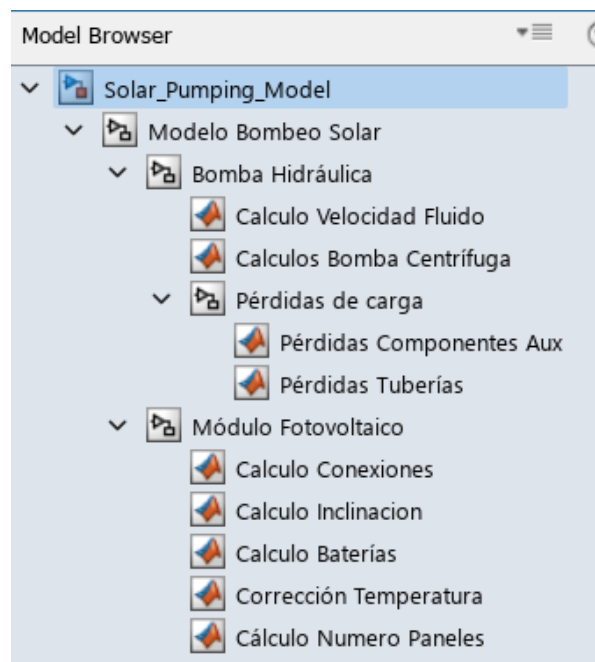 Model Browser
Solar_Pumping_Model
Modelo Bombeo Solar
Bomba Hidráulica
Calculo Velocidad Fluido
Calculos Bomba Centrífuga
Pérdidas de carga
Pérdidas Componentes Aux
Pérdidas Tuberías
Módulo Fotovoltaico
Calculo Conexiones
Calculo Inclinacion
Calculo Baterías
Corrección Temperatura
Cálculo Numero Paneles